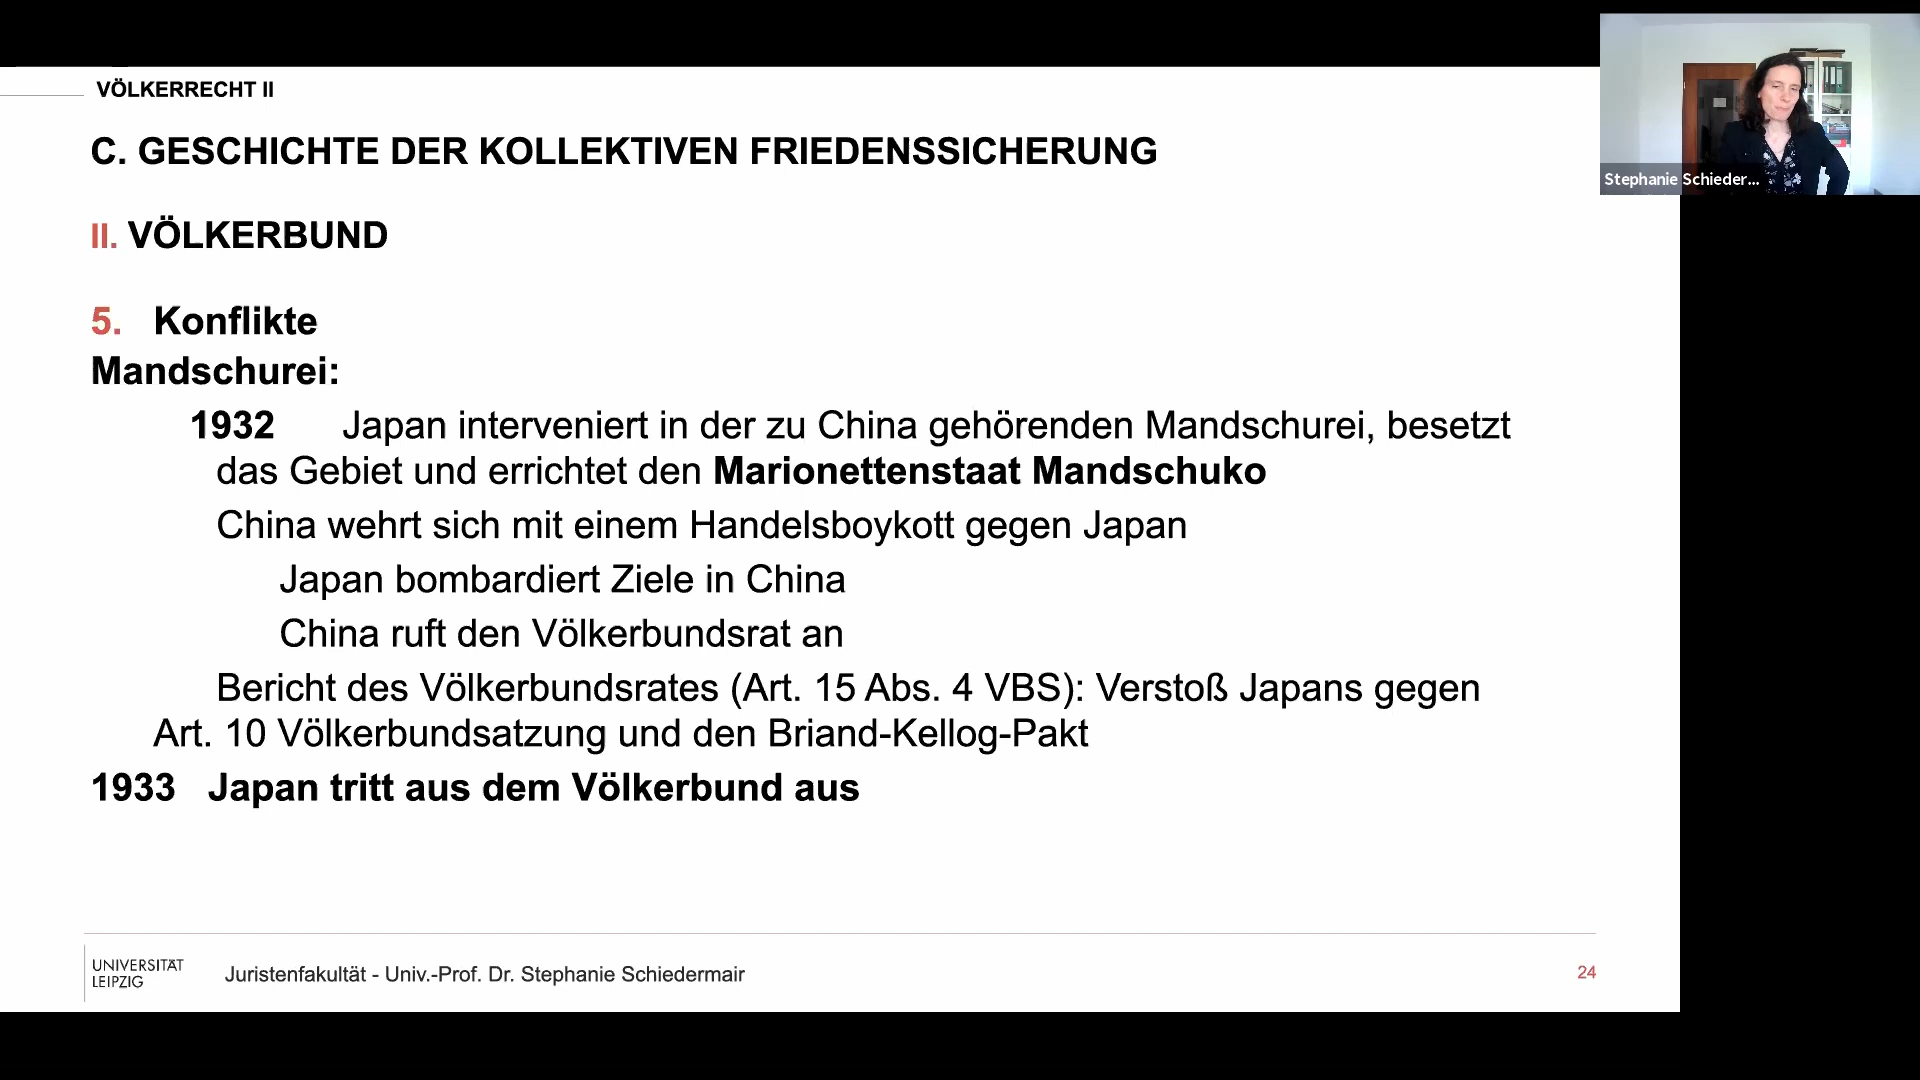 VÖLKERRECHT II
C. GESCHICHTE DER KOLLEKTIVEN FRIEDENSSICHERUNG
II. VÖLKERBUND
5. Konflikte
Mandschurei:
1932 Japan interveniert in der zu China gehörenden Mandschurei, besetzt
das Gebiet und errichtet den Marionettenstaat Mandschuko
China wehrt sich mit einem Handelsboykott gegen Japan
Japan bombardiert Ziele in China
China ruft den Völkerbundsrat an
Bericht des Völkerbundsrates (Art. 15 Abs. 4 VBS): Verstoß Japans gegen
Art. 10 Völkerbundsatzung und den Briand-Kellog-Pakt
1933 Japan tritt aus dem Völkerbund aus
UNIVERSITÄT
LEIPZIG
Juristenfakultät - Univ.-Prof. Dr. Stephanie Schiedermair
24
Stephanie Schieder...